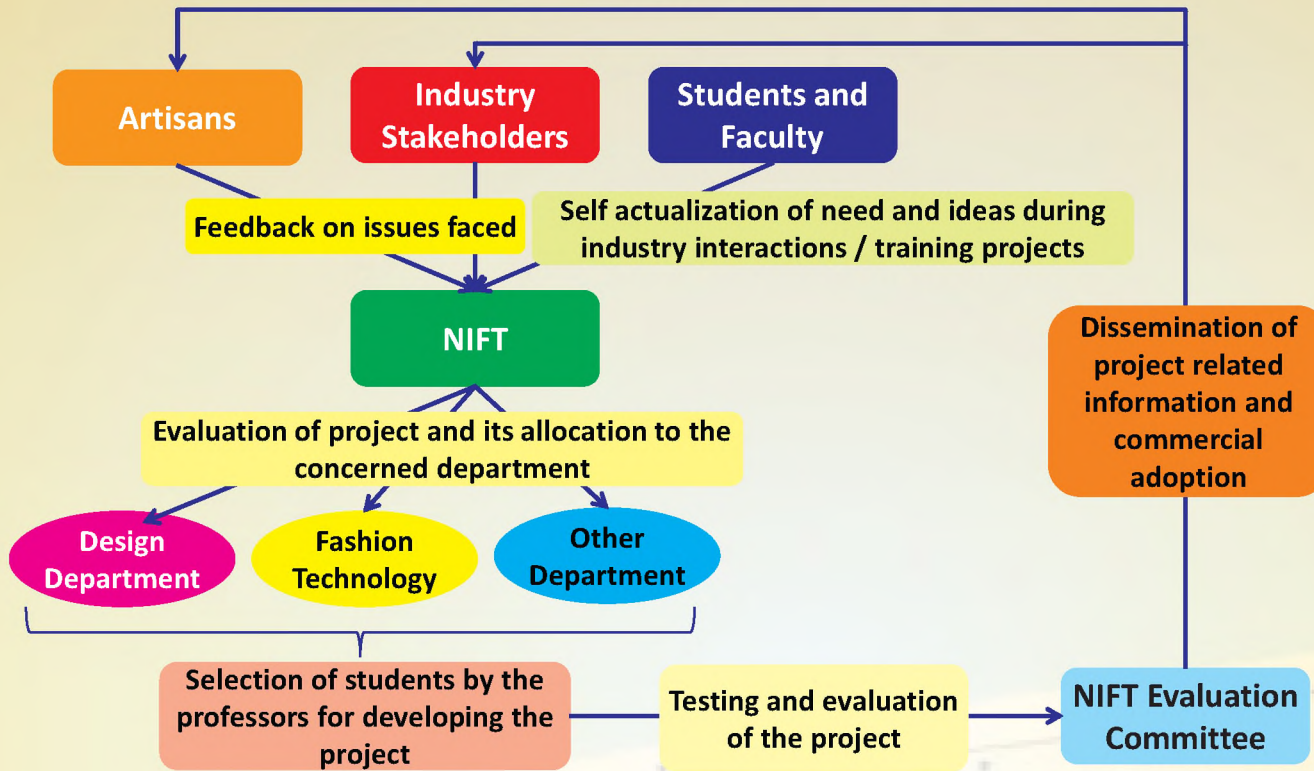 Artisans
Industry
Stakeholders
Students and
Faculty
Feedback on issues faced
Self actualization of need and ideas during
industry interactions / training projects
NIFT
Dissemination of
project related
information and
commercial
adoption
Evaluation of project and its allocation to the
concerned department
Design
Department
Fashion
Technology
Other
Department
Selection of students by the
professors for developing the
project
Testing and evaluation
of the project
NIFT Evaluation
Committee